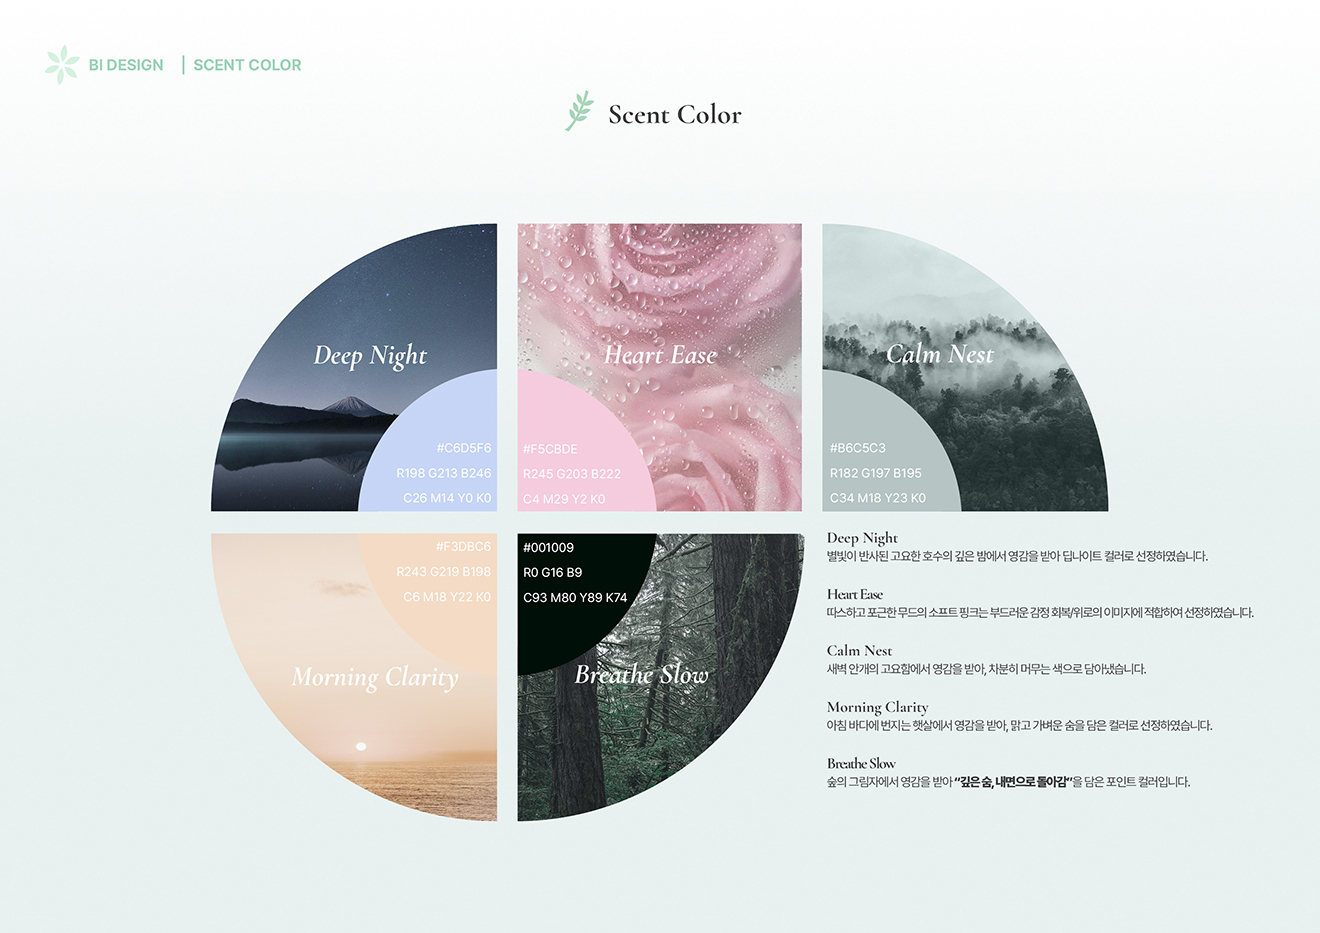 BI DESIGN | SCENT COLOR
Scent Color
Deep Night
#C6D5F6
R198 G213 B246
C26 M14 Y0 K0
Heart Ease
#F5CBDE
R245 G203 B222
C4 M29 Y2 K0
Calm Nest
#B6C5C3
R182 G197 B195
C34 M18 Y23 K0
#F3DBC6
R243 G219 B198
C6 M18 Y22 K0
Morning Clarity
#001009
R0 G16 B9
C93 M80 Y89 K74
Breathe Slow
Deep Night
별빛이 반사된 고요한 호수의 깊은 밤에서 영감을 받아 딥나이트 컬러로 선정하였습니다.
Heart Ease
따스하고 포근한 무드의 소프트 핑크는 부드러운 감정 회복/위로의 이미지에 적합하여 선정하였습니다.
Calm Nest
새벽 안개의 고요함에서 영감을 받아, 차분히 머무는 색으로 담아냈습니다.
Morning Clarity
아침 바다에 번지는 햇살에서 영감을 받아, 맑고 가벼운 숨을 담은 컬러로 선정하였습니다.
Breathe Slow
숲의 그림자에서 영감을 받아 “깊은 숨, 내면으로 돌아감”을 담은 포인트 컬러입니다.